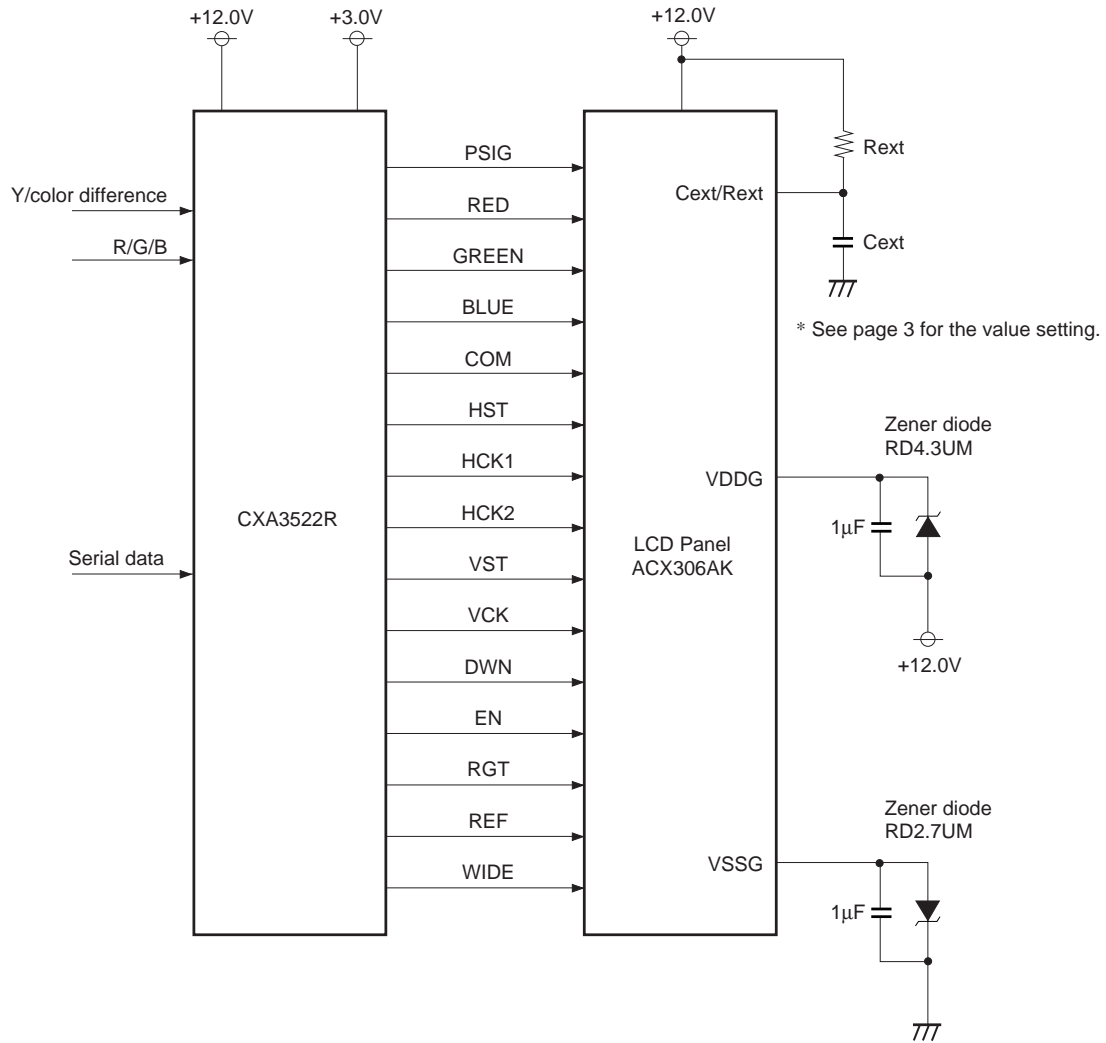 +12.0V
+3.0V
+12.0V
Rext
PSIG
Y/color difference
RED
Cext/Rext
R/G/B
GREEN
Cext
BLUE
* See page 3 for the value setting.
COM
HST
Zener diode
RD4.3UM
HCK1
VDDG
HCK2
CXA3522R
1µF
LCD Panel
ACX306AK
Serial data
VST
VCK
DWN
+12.0V
EN
RGT
Zener diode
RD2.7UM
REF
VSSG
WIDE
1µF